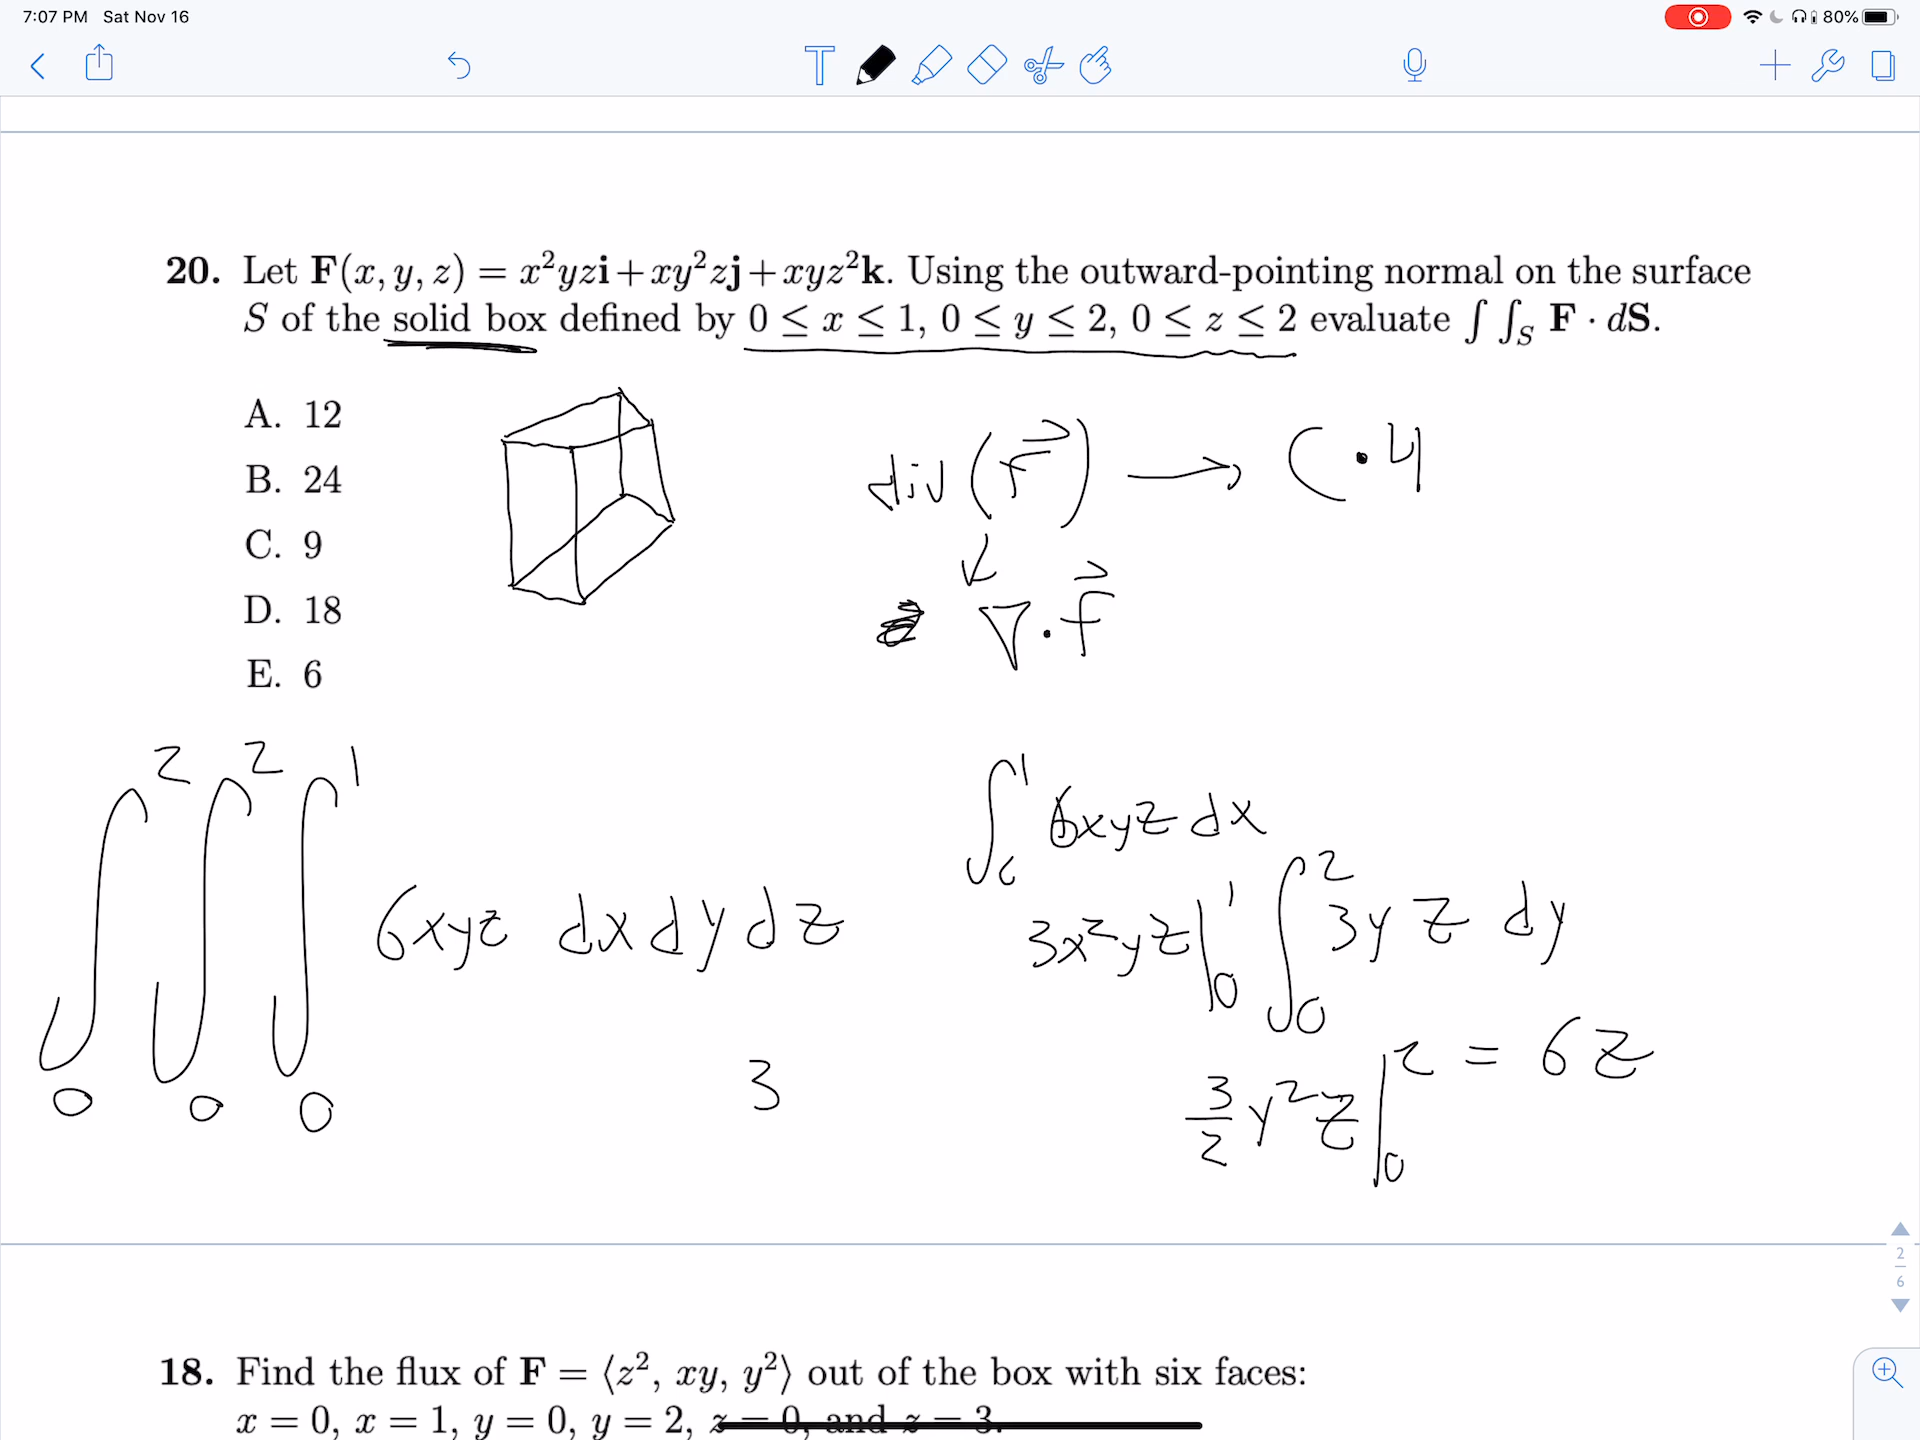 7:07 PM Sat Nov 16 80%
20. Let F(x, y, z) = x²yzi+xy²zj+xyz²k. Using the outward-pointing normal on the surface
S of the solid box defined by 0 ≤ x ≤ 1, 0 ≤ y ≤ 2, 0 ≤ z ≤ 2 evaluate ∫ ∫_S F · dS.
A. 12
B. 24
C. 9
D. 18
E. 6
div(F⃗) → 
∇·F⃗
∫₀² ∫₀² ∫₀¹ 6xyz dx dy dz
∫₀¹ 6xyz dx
3x²yz|₀¹ ∫₀² 3yz dy
3/2 y²z|₀² = 6z
3
2
6
18. Find the flux of F = ⟨z², xy, y²⟩ out of the box with six faces:
x = 0, x = 1, y = 0, y = 2, z = 0, and z = 3.